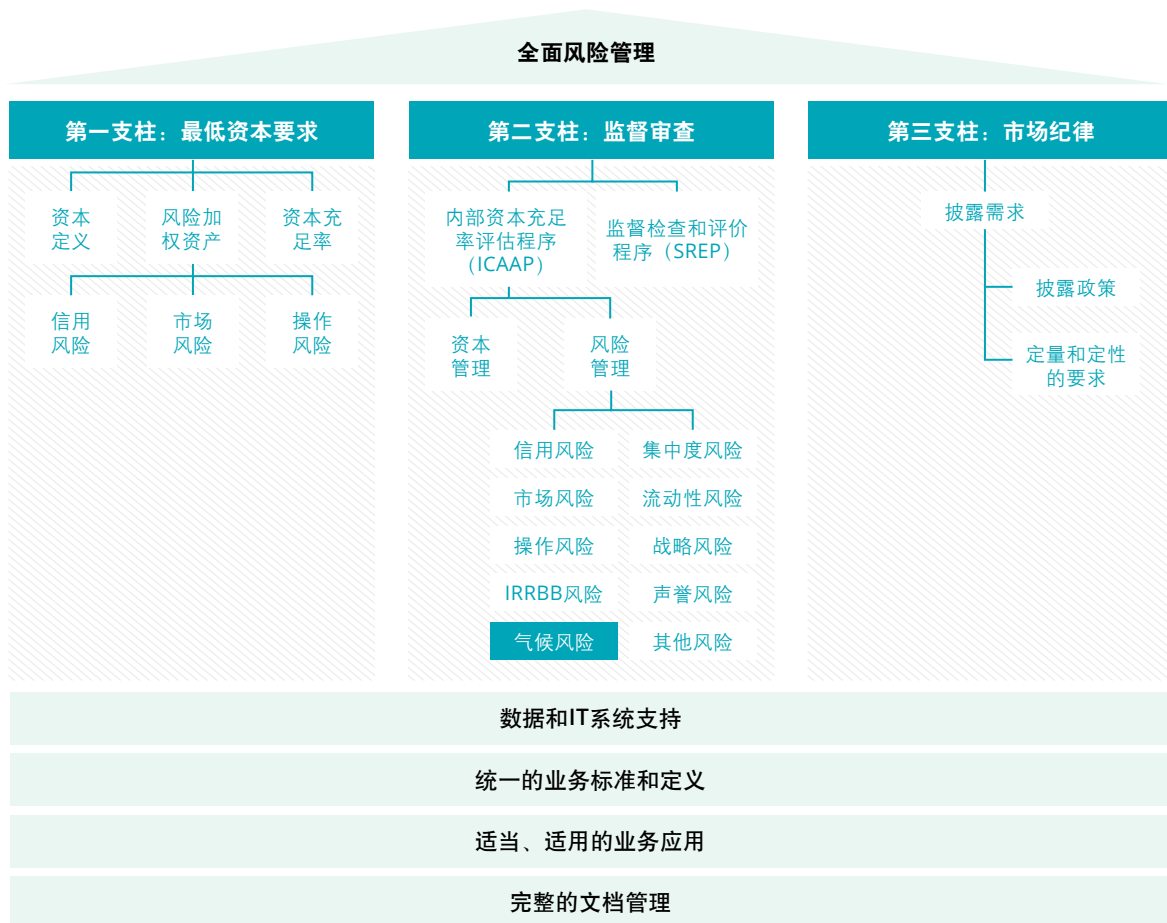 全面风险管理
第一支柱：最低资本要求
资本
定义
风险加
权资产
资本充
足率
信用
风险
市场
风险
操作
风险
第二支柱：监督审查
内部资本充足
率评估程序
（ICAAP）
监督检查和评价
程序（SREP）
资本
管理
风险
管理
信用风险
集中度风险
市场风险
流动性风险
操作风险
战略风险
IRRBB风险
声誉风险
气候风险
其他风险
第三支柱：市场纪律
披露需求
披露政策
定量和定性
的要求
数据和IT系统支持
统一的业务标准和定义
适当、适用的业务应用
完整的文档管理